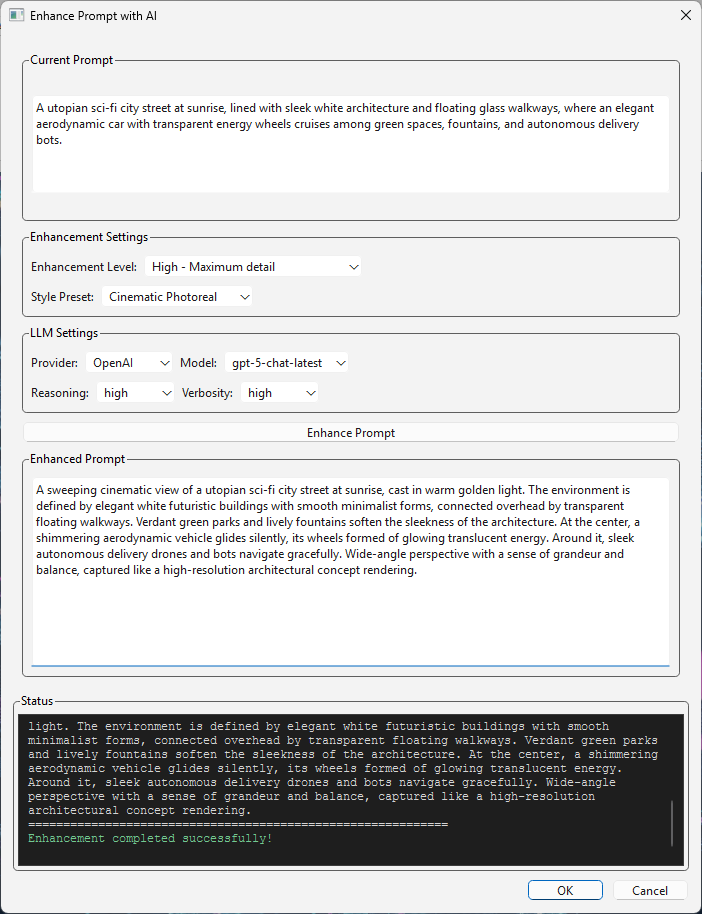 Enhance Prompt with AI
Current Prompt
A utopian sci-fi city street at sunrise, lined with sleek white architecture and floating glass walkways, where an elegant
aerodynamic car with transparent energy wheels cruises among green spaces, fountains, and autonomous delivery
bots.
Enhancement Settings
Enhancement Level: High - Maximum detail
Style Preset: Cinematic Photoreal
LLM Settings
Provider: OpenAI Model: gpt-5-chat-latest
Reasoning: high Verbosity: high
Enhance Prompt
Enhanced Prompt
A sweeping cinematic view of a utopian sci-fi city street at sunrise, cast in warm golden light. The environment is
defined by elegant white futuristic buildings with smooth minimalist forms, connected overhead by transparent
floating walkways. Verdant green parks and lively fountains soften the sleekness of the architecture. At the center, a
shimmering aerodynamic vehicle glides silently, its wheels formed of glowing translucent energy. Around it, sleek
autonomous delivery drones and bots navigate gracefully. Wide-angle perspective with a sense of grandeur and
balance, captured like a high-resolution architectural concept rendering.
Status
light. The environment is defined by elegant white futuristic buildings with smooth
minimalist forms, connected overhead by transparent floating walkways. Verdant green parks
and lively fountains soften the sleekness of the architecture. At the center, a shimmering
aerodynamic vehicle glides silently, its wheels formed of glowing translucent energy.
Around it, sleek autonomous delivery drones and bots navigate gracefully. Wide-angle
perspective with a sense of grandeur and balance, captured like a high-resolution
architectural concept rendering.
============================================================
Enhancement completed successfully!
OK Cancel